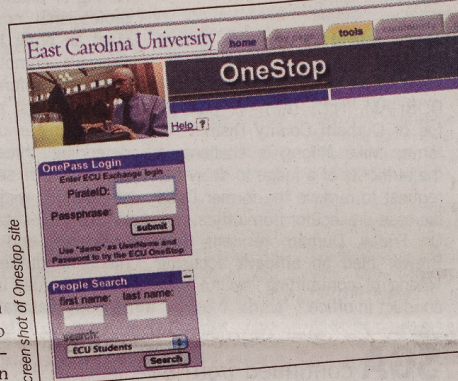 East Carolina University
home
tools
OneStop
Help ?
OnePass Login
Enter ECU Exchange login
PirateID:
Passphrase:
submit
Use "demo" as UserName and
Password to try the ECU OneStop
People Search
first name: last name:
search:
ECU Students
Search
screen shot of Onestop site